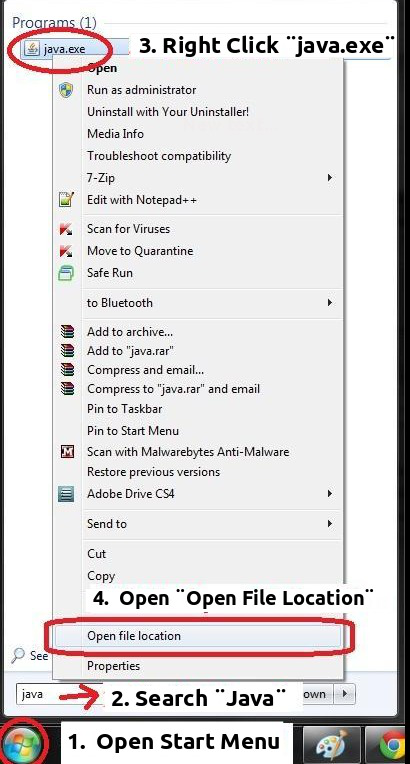 Programs (1)
java.exe
3. Right Click ¨java.exe¨
Open
Run as administrator
Uninstall with Your Uninstaller!
Media Info
Troubleshoot compatibility
7-Zip
Edit with Notepad++
Scan for Viruses
Move to Quarantine
Safe Run
to Bluetooth
Add to archive...
Add to "java.rar"
Compress and email...
Compress to "java.rar" and email
Pin to Taskbar
Pin to Start Menu
Scan with Malwarebytes Anti-Malware
Restore previous versions
Adobe Drive CS4
Send to
Cut
Copy
4. Open ¨Open File Location¨
Open file location
See
Properties
java
2. Search ¨Java¨
own
1. Open Start Menu